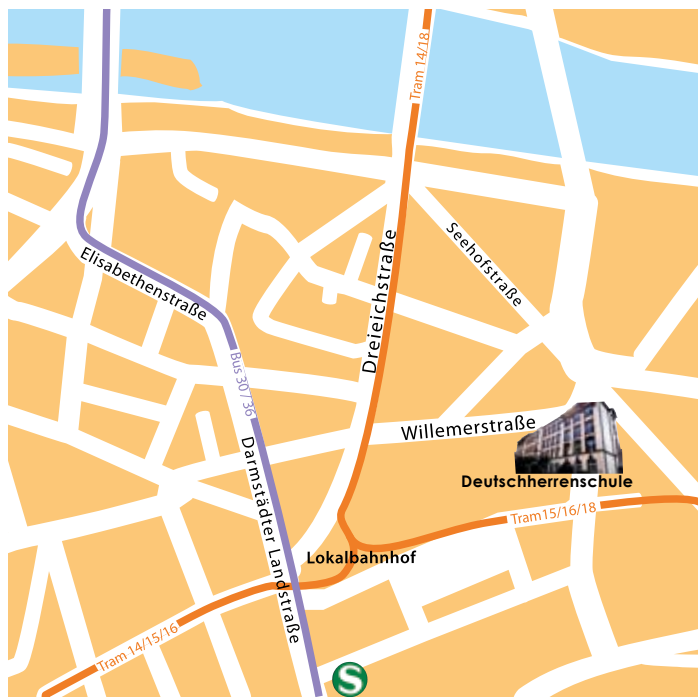 Tram 14/18
Seehofstraße
Elisabethenstraße
Dreieichstraße
Bus 30 / 36
Willemerstraße
Darmstädter Landstraße
Deutschherrenschule
Tram15/16/18
Lokalbahnhof
Tram 14/15/16
S